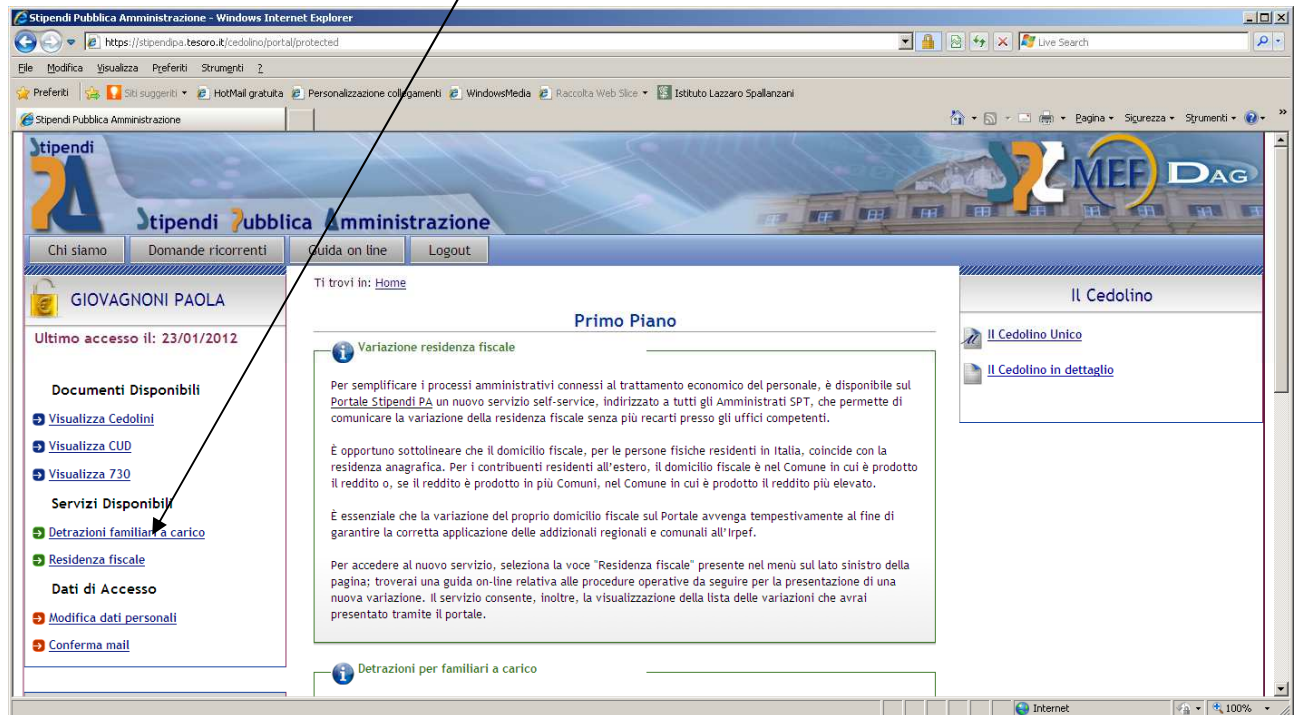 Stipendi Pubblica Amministrazione - Windows Internet Explorer
https://stipendipa.tesoro.it/cedolino/portal/protected
Live Search
File Modifica Visualizza Preferiti Strumenti ?
Preferiti Siti suggeriti HotMail gratuita Personalizzazione collegamenti WindowsMedia Raccolta Web Slice Istituto Lazzaro Spallanzani
Stipendi Pubblica Amministrazione
Pagina Sicurezza Strumenti
Stipendi
PA
Stipendi Pubblica Amministrazione
MEF DAG
Chi siamo Domande ricorrenti Guida on line Logout
GIOVAGNONI PAOLA
Ultimo accesso il: 23/01/2012
Documenti Disponibili
Visualizza Cedolini
Visualizza CUD
Visualizza 730
Servizi Disponibili
Detrazioni familiari a carico
Residenza fiscale
Dati di Accesso
Modifica dati personali
Conferma mail
Ti trovi in: Home
Primo Piano
Variazione residenza fiscale
Per semplificare i processi amministrativi connessi al trattamento economico del personale, è disponibile sul
Portale Stipendi PA un nuovo servizio self-service, indirizzato a tutti gli Amministrati SPT, che permette di
comunicare la variazione della residenza fiscale senza più recarti presso gli uffici competenti.
È opportuno sottolineare che il domicilio fiscale, per le persone fisiche residenti in Italia, coincide con la
residenza anagrafica. Per i contribuenti residenti all'estero, il domicilio fiscale è nel Comune in cui è prodotto
il reddito o, se il reddito è prodotto in più Comuni, nel Comune in cui è prodotto il reddito più elevato.
È essenziale che la variazione del proprio domicilio fiscale sul Portale avvenga tempestivamente al fine di
garantire la corretta applicazione delle addizionali regionali e comunali all'Irpef.
Per accedere al nuovo servizio, seleziona la voce "Residenza fiscale" presente nel menù sul lato sinistro della
pagina; troverai una guida on-line relativa alle procedure operative da seguire per la presentazione di una
nuova variazione. Il servizio consente, inoltre, la visualizzazione della lista delle variazioni che avrai
presentato tramite il portale.
Detrazioni per familiari a carico
Il Cedolino
Il Cedolino Unico
Il Cedolino in dettaglio
Internet
100%